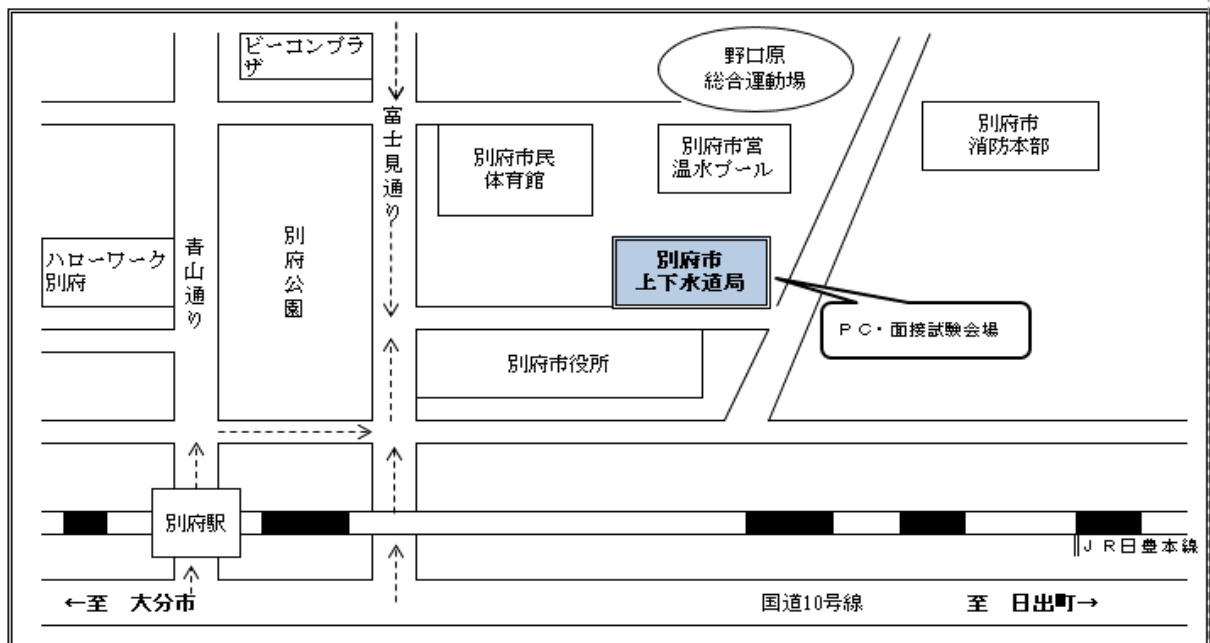 ビーコンプラ
ザ
野口原
総合運動場
富士見通り
別府市
消防本部
別府市民
体育館
別府市営
温水プール
ハローワーク
別府
青山通り
別府公園
別府市
上下水道局
ＰＣ・面接試験会場
別府市役所
別府駅
ＪＲ日豊本線
←至 大分市
国道10号線
至 日出町→